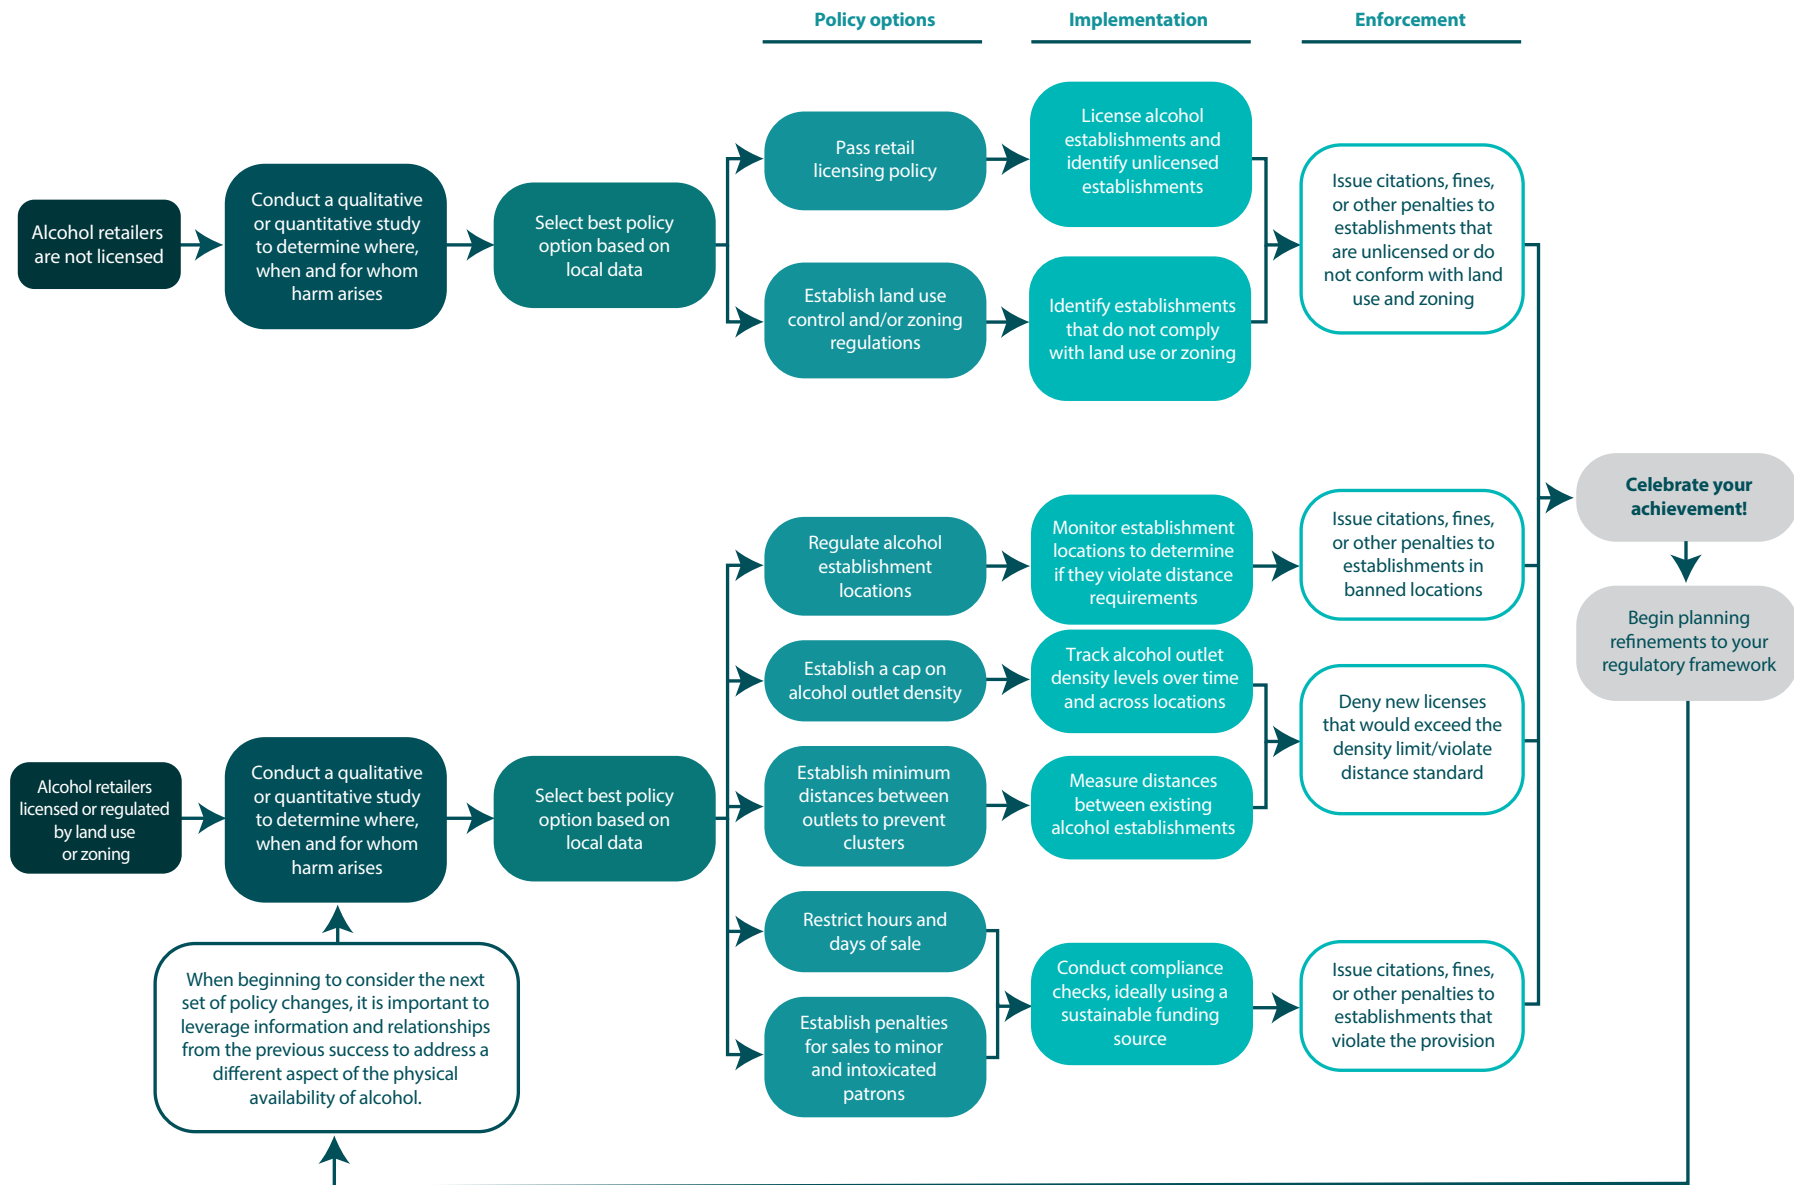 Policy options
Implementation
Enforcement
Alcohol retailers
are not licensed
Conduct a qualitative
or quantitative study
to determine where,
when and for whom
harm arises
Select best policy
option based on
local data
Pass retail
licensing policy
License alcohol
establishments and
identify unlicensed
establishments
Establish land use
control and/or zoning
regulations
Identify establishments
that do not comply
with land use or zoning
Issue citations, fines,
or other penalties to
establishments that
are unlicensed or do
not conform with land
use and zoning
Alcohol retailers
licensed or regulated
by land use
or zoning
Conduct a qualitative
or quantitative study
to determine where,
when and for whom
harm arises
Select best policy
option based on
local data
Regulate alcohol
establishment
locations
Monitor establishment
locations to determine
if they violate distance
requirements
Issue citations, fines,
or other penalties to
establishments in
banned locations
Establish a cap on
alcohol outlet density
Track alcohol outlet
density levels over time
and across locations
Establish minimum
distances between
outlets to prevent
clusters
Measure distances
between existing
alcohol establishments
Deny new licenses
that would exceed the
density limit/violate
distance standard
Restrict hours and
days of sale
Establish penalties
for sales to minor
and intoxicated
patrons
Conduct compliance
checks, ideally using a
sustainable funding
source
Issue citations, fines,
or other penalties to
establishments that
violate the provision
Celebrate your
achievement!
Begin planning
refinements to your
regulatory framework
When beginning to consider the next
set of policy changes, it is important to
leverage information and relationships
from the previous success to address a
different aspect of the physical
availability of alcohol.